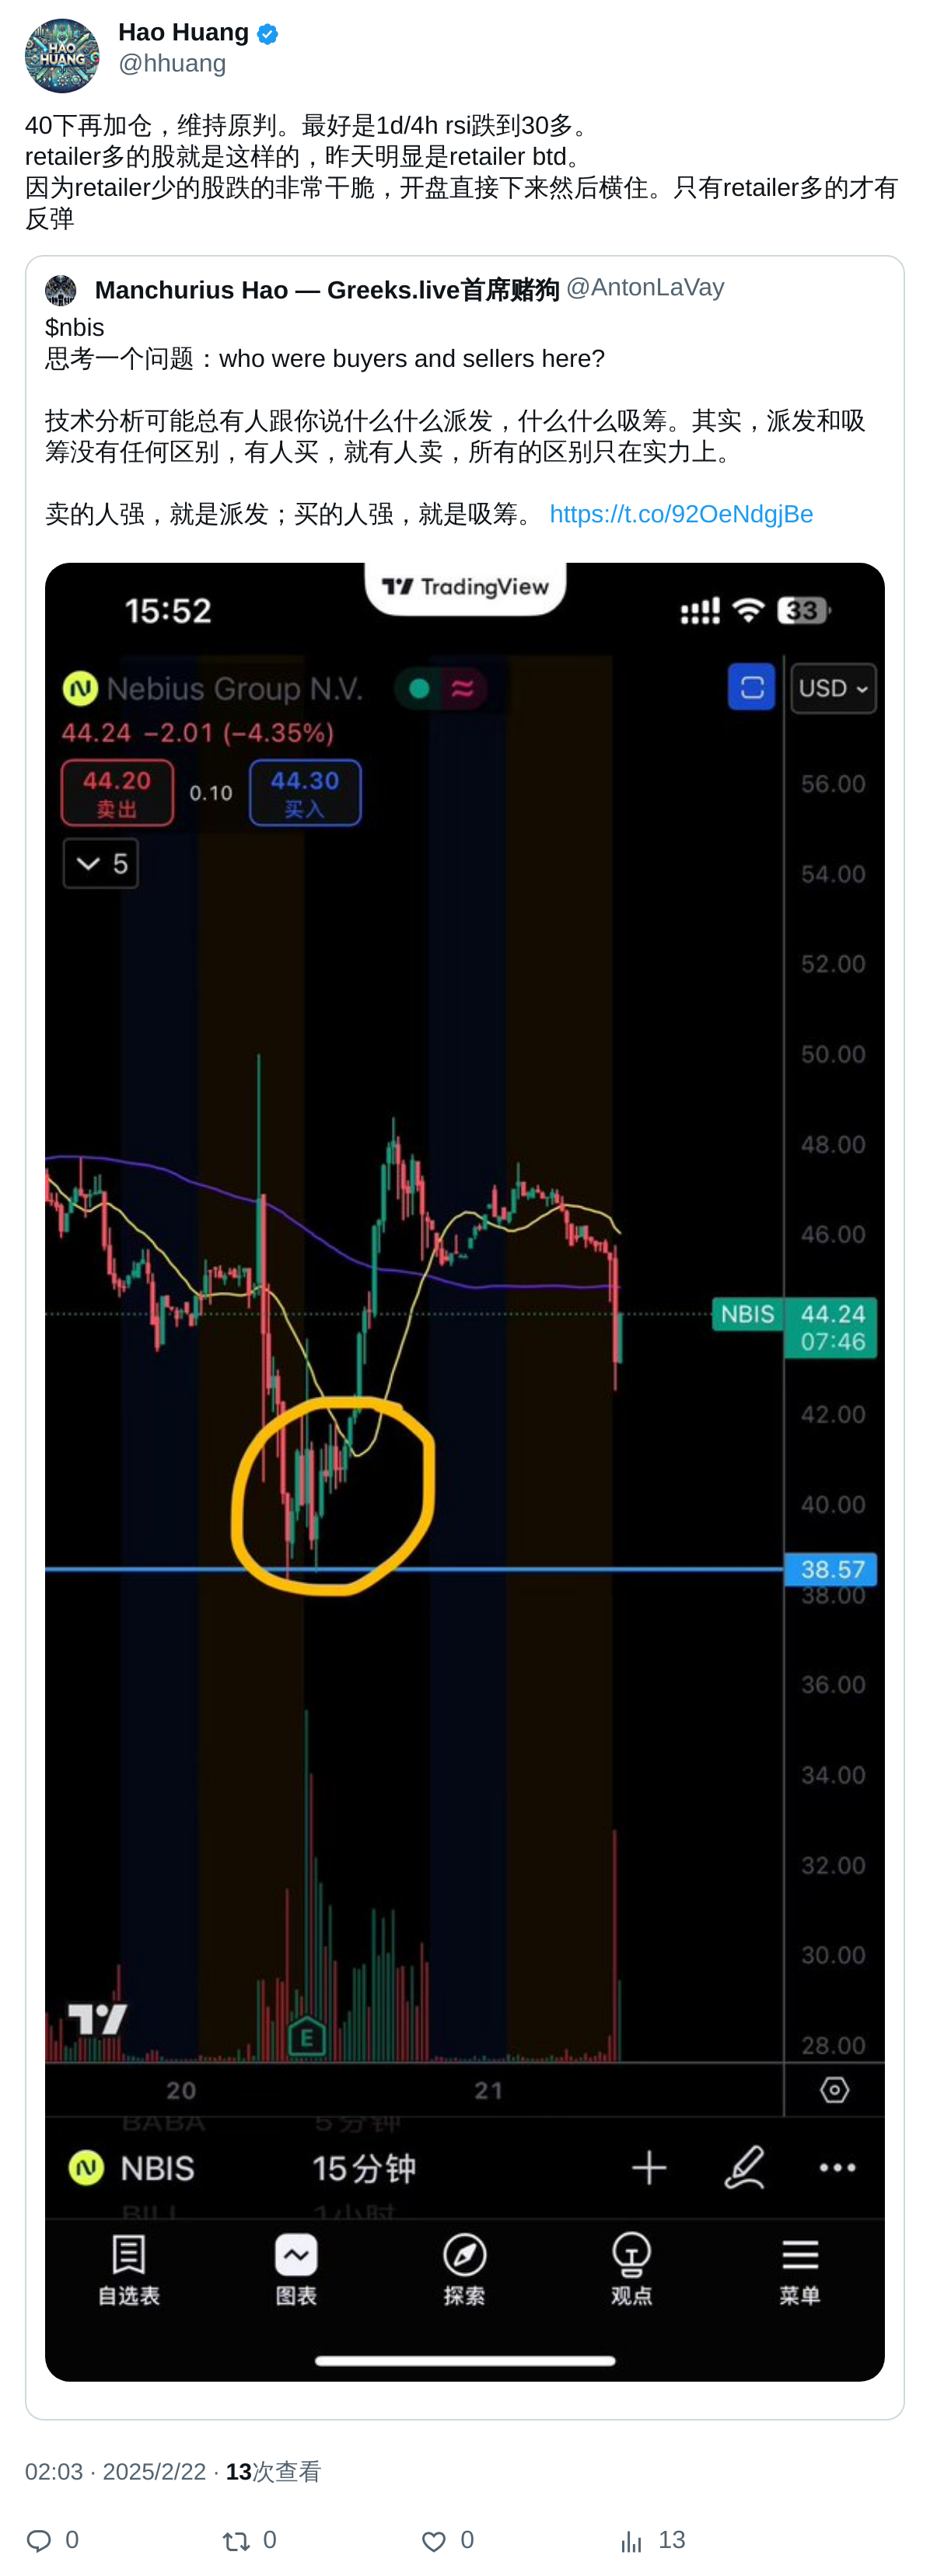 HAO
HUANG
Hao Huang
@hhuang
40下再加仓，维持原判。最好是1d/4h rsi跌到30多。
retailer多的股就是这样的，昨天明显是retailer btd。
因为retailer少的股跌的非常干脆，开盘直接下来然后横住。只有retailer多的才有
反弹
Manchurius Hao — Greeks.live首席赌狗 @AntonLaVay
$nbis
思考一个问题：who were buyers and sellers here?
技术分析可能总有人跟你说什么什么派发，什么什么吸筹。其实，派发和吸
筹没有任何区别，有人买，就有人卖，所有的区别只在实力上。
卖的人强，就是派发；买的人强，就是吸筹。 https://t.co/92OeNdgjBe
15:52
TradingView
33
Nebius Group N.V.
USD
44.24 −2.01 (−4.35%)
44.20
卖出
0.10
44.30
买入
5
56.00
54.00
52.00
50.00
48.00
46.00
NBIS 44.24
07:46
42.00
40.00
38.57
38.00
36.00
34.00
32.00
30.00
28.00
E
20
21
BABA 5分钟
NBIS 15分钟
BILL 1小时
自选表
图表
探索
观点
菜单
02:03 · 2025/2/22 · 13次查看
0
0
0
13